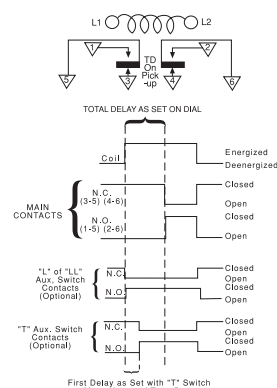 L1 L2
1 2
TD
On
Pick
-up
5 3 4 6
TOTAL DELAY AS SET ON DIAL
Coil
Energized
Deenergized
MAIN
CONTACTS
N.C.
(3-5) (4-6)
Closed
Open
N.O.
(1-5) (2-6)
Closed
Open
"L" of "LL"
Aux, Switch
Contacts
(Optional)
N.C.
Closed
Open
N.O.
Closed
Open
"T" Aux. Switch
Contacts
(Optional)
N.C.
Closed
Open
N.O.
Closed
Open
First Delay as Set with "T" Switch